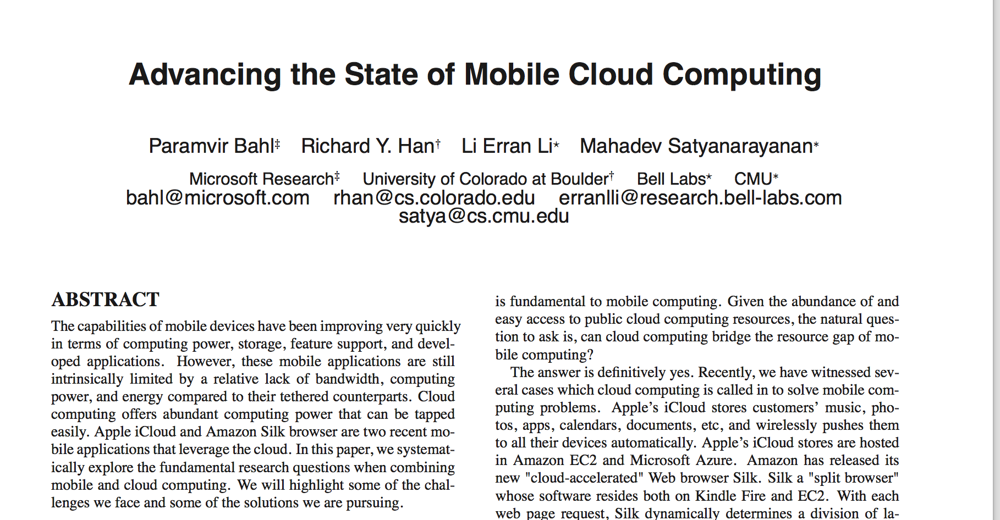 Advancing the State of Mobile Cloud Computing
Paramvir Bahl‡ Richard Y. Han† Li Erran Li⋆ Mahadev Satyanarayanan∗
Microsoft Research‡ University of Colorado at Boulder† Bell Labs⋆ CMU∗
bahl@microsoft.com rhan@cs.colorado.edu erranlli@research.bell-labs.com
satya@cs.cmu.edu
ABSTRACT
The capabilities of mobile devices have been improving very quickly
in terms of computing power, storage, feature support, and devel-
oped applications. However, these mobile applications are still
intrinsically limited by a relative lack of bandwidth, computing
power, and energy compared to their tethered counterparts. Cloud
computing offers abundant computing power that can be tapped
easily. Apple iCloud and Amazon Silk browser are two recent mo-
bile applications that leverage the cloud. In this paper, we systemat-
ically explore the fundamental research questions when combining
mobile and cloud computing. We will highlight some of the chal-
lenges we face and some of the solutions we are pursuing.
is fundamental to mobile computing. Given the abundance of and
easy access to public cloud computing resources, the natural ques-
tion to ask is, can cloud computing bridge the resource gap of mo-
bile computing?
The answer is definitively yes. Recently, we have witnessed sev-
eral cases which cloud computing is called in to solve mobile com-
puting problems. Apple's iCloud stores customers' music, pho-
tos, apps, calendars, documents, etc, and wirelessly pushes them
to all their devices automatically. Apple's iCloud stores are hosted
in Amazon EC2 and Microsoft Azure. Amazon has released its
new "cloud-accelerated" Web browser Silk. Silk a "split browser"
whose software resides both on Kindle Fire and EC2. With each
web page request, Silk dynamically determines a division of la-